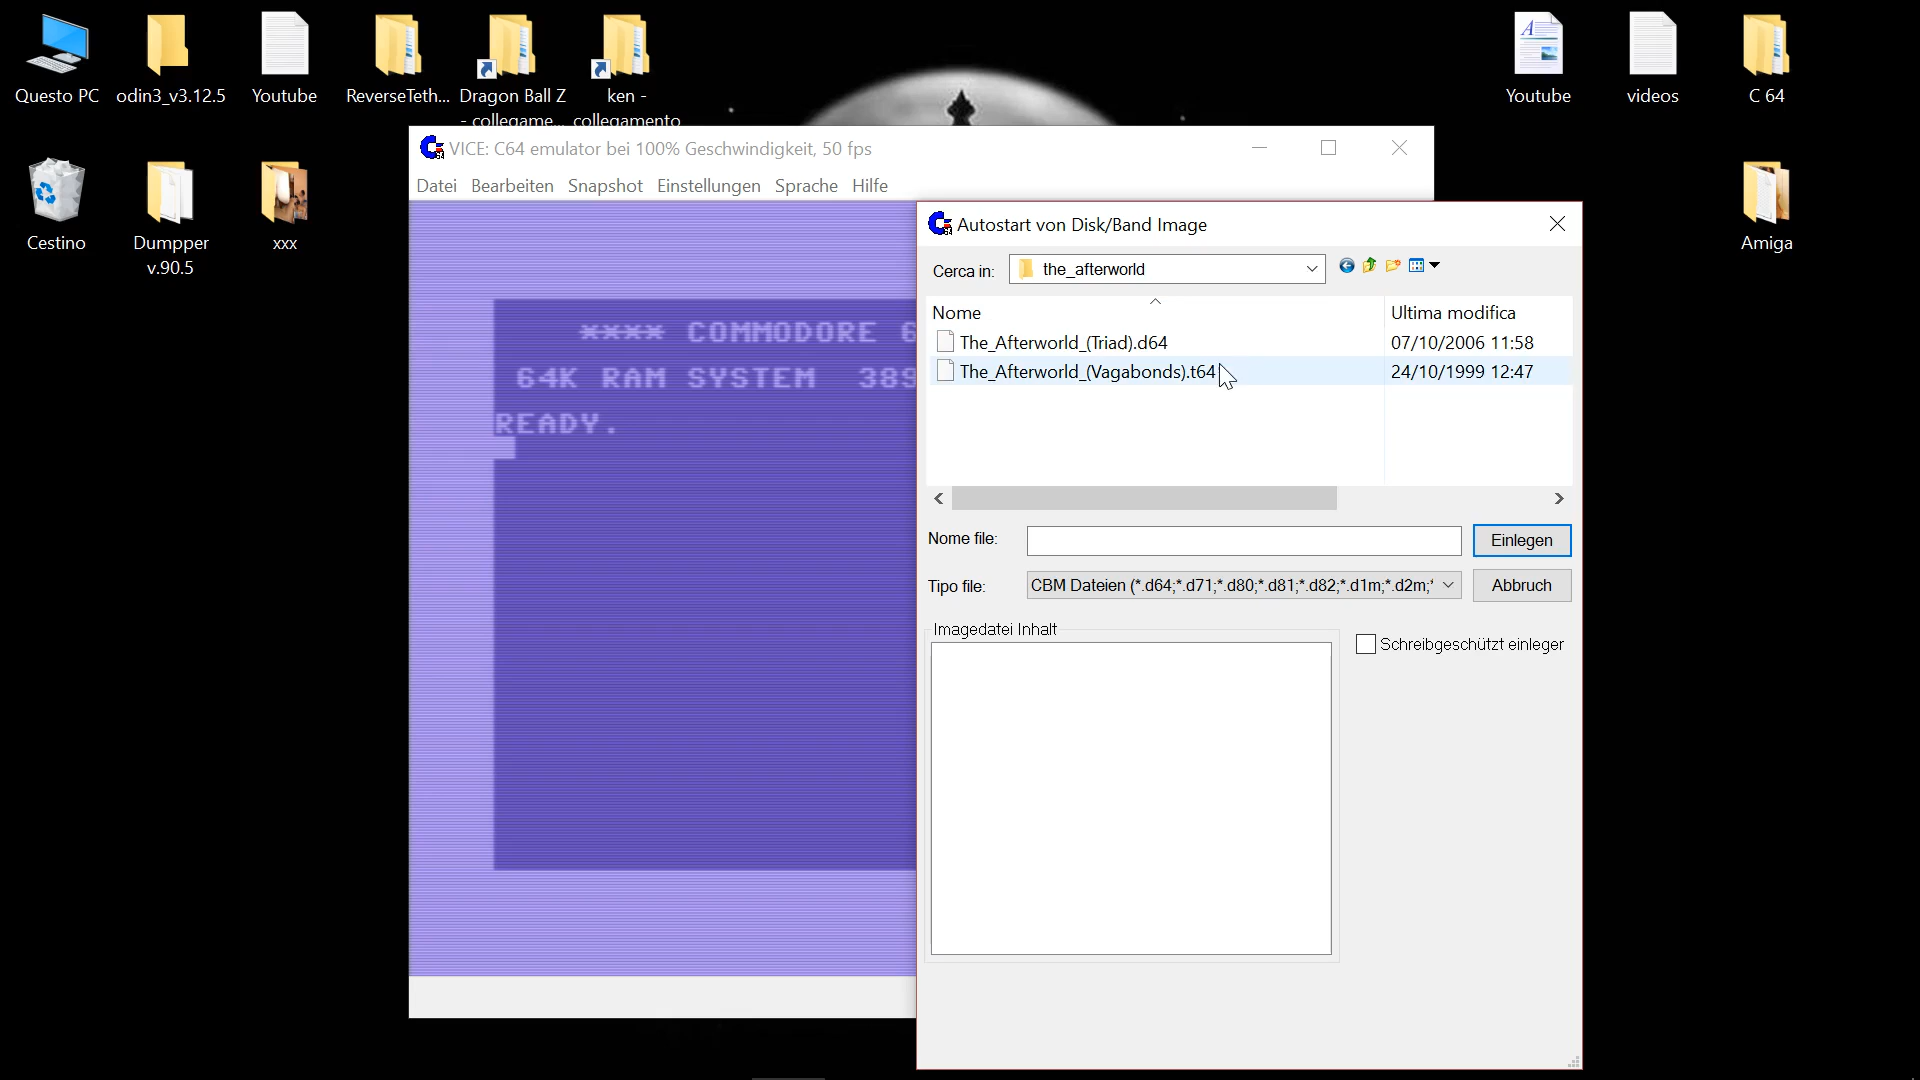 Questo PC
odin3_v3.12.5
Youtube
ReverseTeth...
Dragon Ball Z
- collegame...
ken -
collegamento
Youtube
videos
C 64
Cestino
Dumpper
v.90.5
xxx
Amiga
VICE: C64 emulator bei 100% Geschwindigkeit, 50 fps
Datei Bearbeiten Snapshot Einstellungen Sprache Hilfe
**** COMMODORE 6
64K RAM SYSTEM 389
READY.
Autostart von Disk/Band Image
Cerca in: the_afterworld
Nome Ultima modifica
The_Afterworld_(Triad).d64 07/10/2006 11:58
The_Afterworld_(Vagabonds).t64 24/10/1999 12:47
Nome file: Einlegen
Tipo file: CBM Dateien (*.d64;*.d71;*.d80;*.d81;*.d82;*.d1m;*.d2m;* Abbruch
Imagedatei Inhalt
Schreibgeschützt einleger